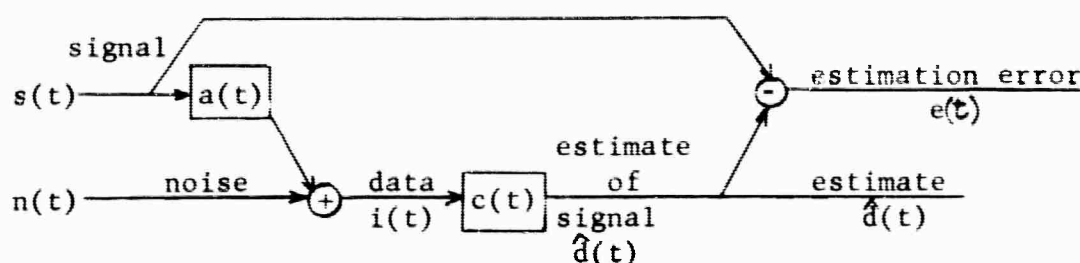 signal
s(t)
a(t)
-
estimation error
e(t)
n(t)
noise
+
data
i(t)
c(t)
estimate
of
signal
d̂(t)
estimate
d̂(t)